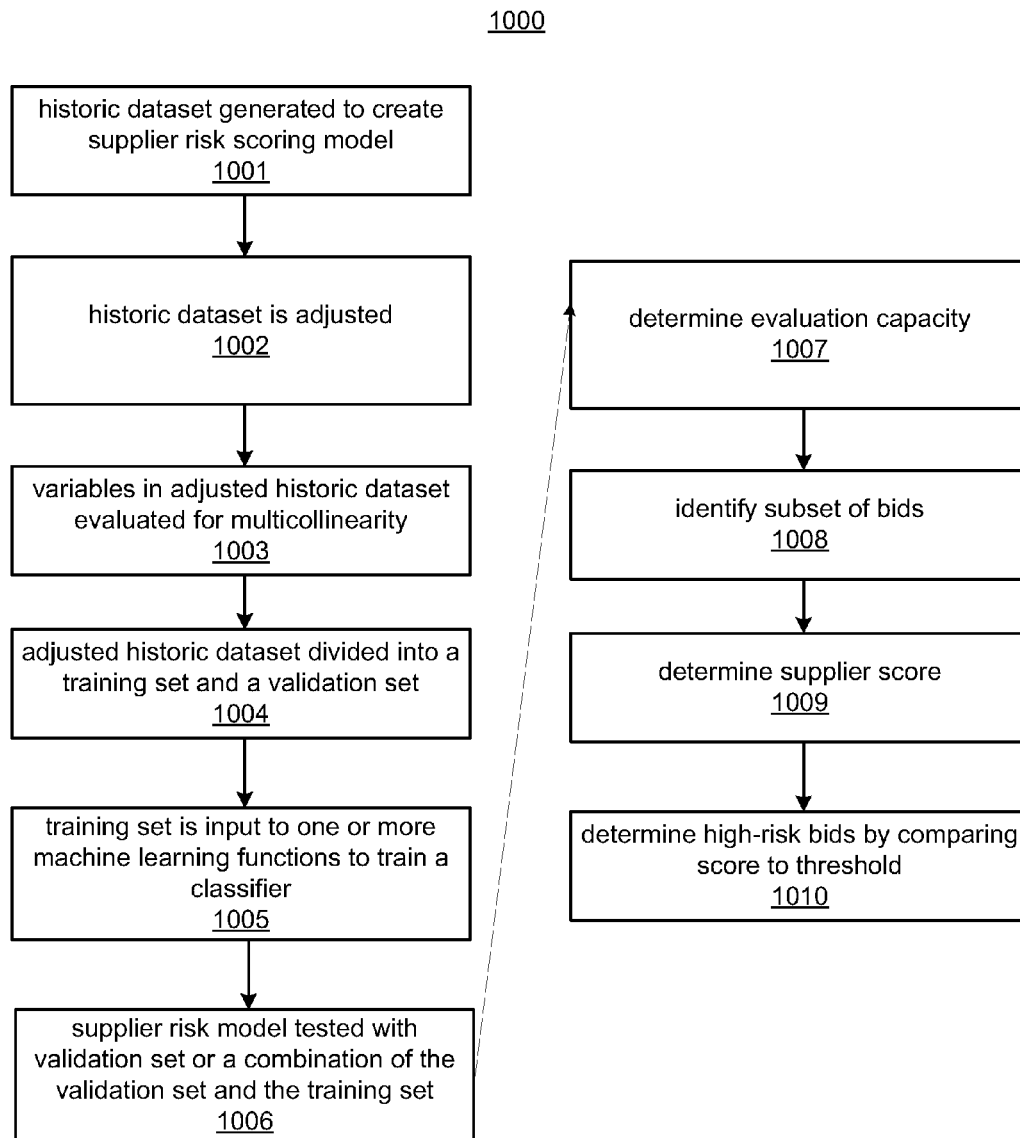 1000
historic dataset generated to create
supplier risk scoring model
1001
historic dataset is adjusted
1002
variables in adjusted historic dataset
evaluated for multicollinearity
1003
adjusted historic dataset divided into a
training set and a validation set
1004
training set is input to one or more
machine learning functions to train a
classifier
1005
supplier risk model tested with
validation set or a combination of the
validation set and the training set
1006
determine evaluation capacity
1007
identify subset of bids
1008
determine supplier score
1009
determine high-risk bids by comparing
score to threshold
1010